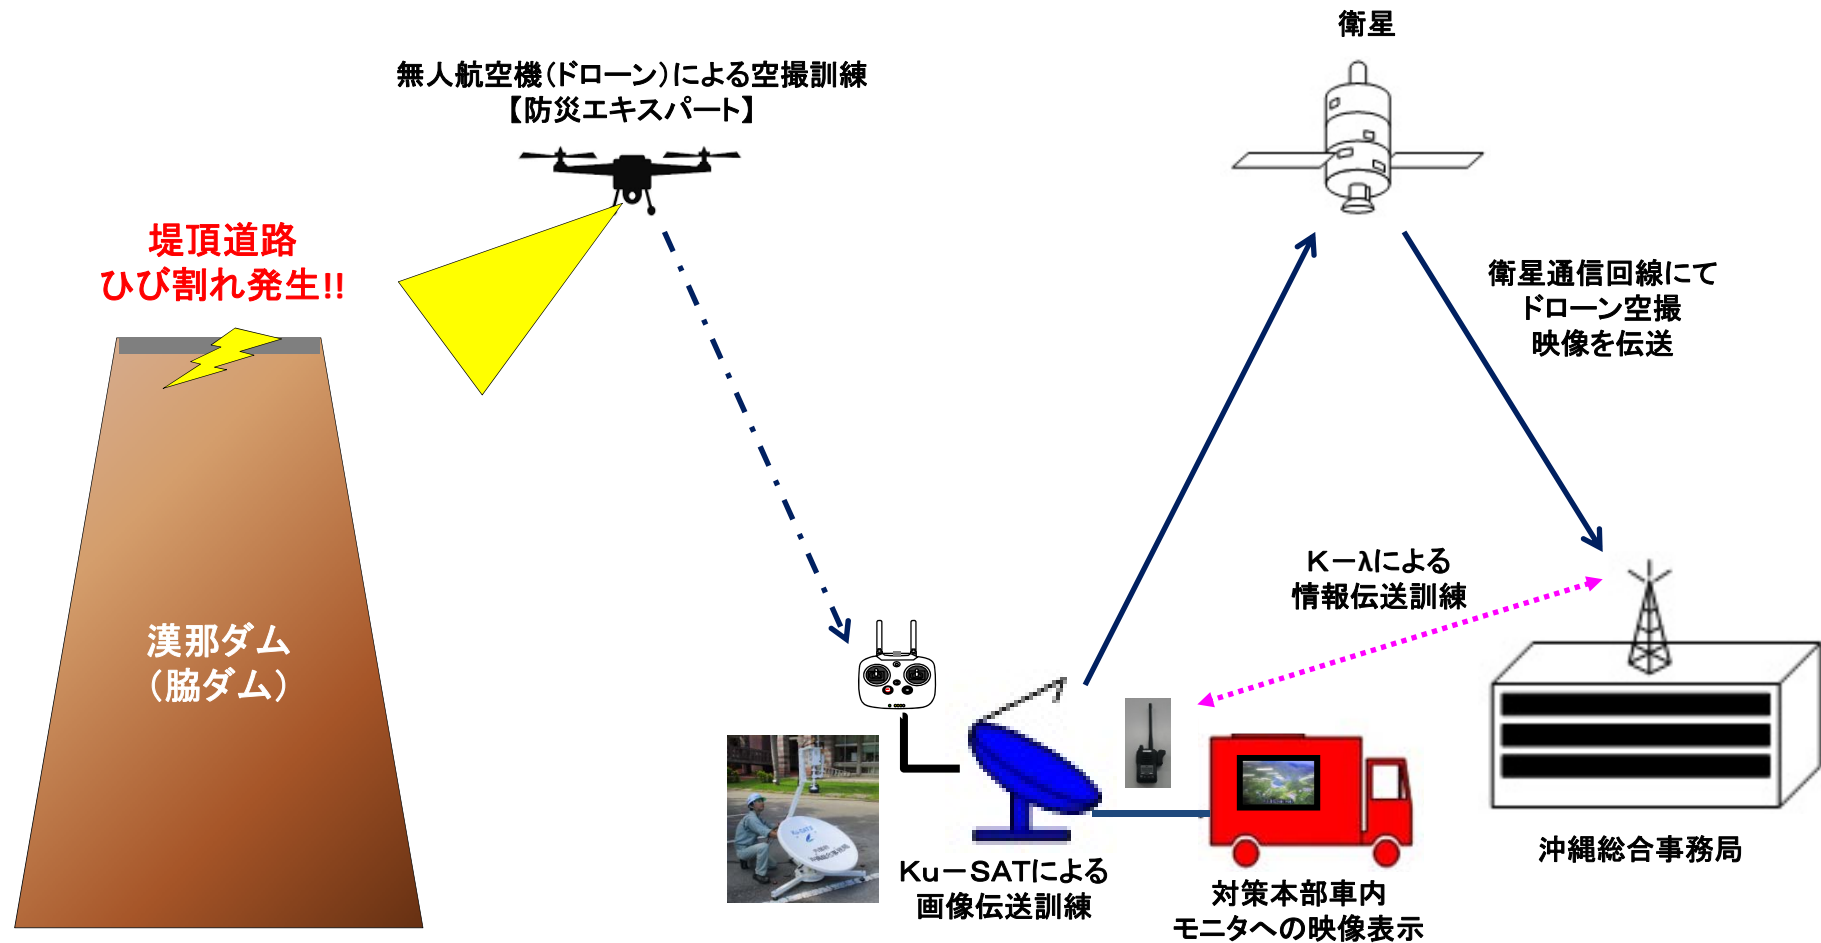 衛星
無人航空機(ドローン)による空撮訓練
【防災エキスパート】
堤頂道路
ひび割れ発生!!
衛星通信回線にて
ドローン空撮
映像を伝送
K－λによる
情報伝送訓練
漢那ダム
(脇ダム)
沖縄総合事務局
Ku－SATによる
画像伝送訓練
対策本部車内
モニタへの映像表示